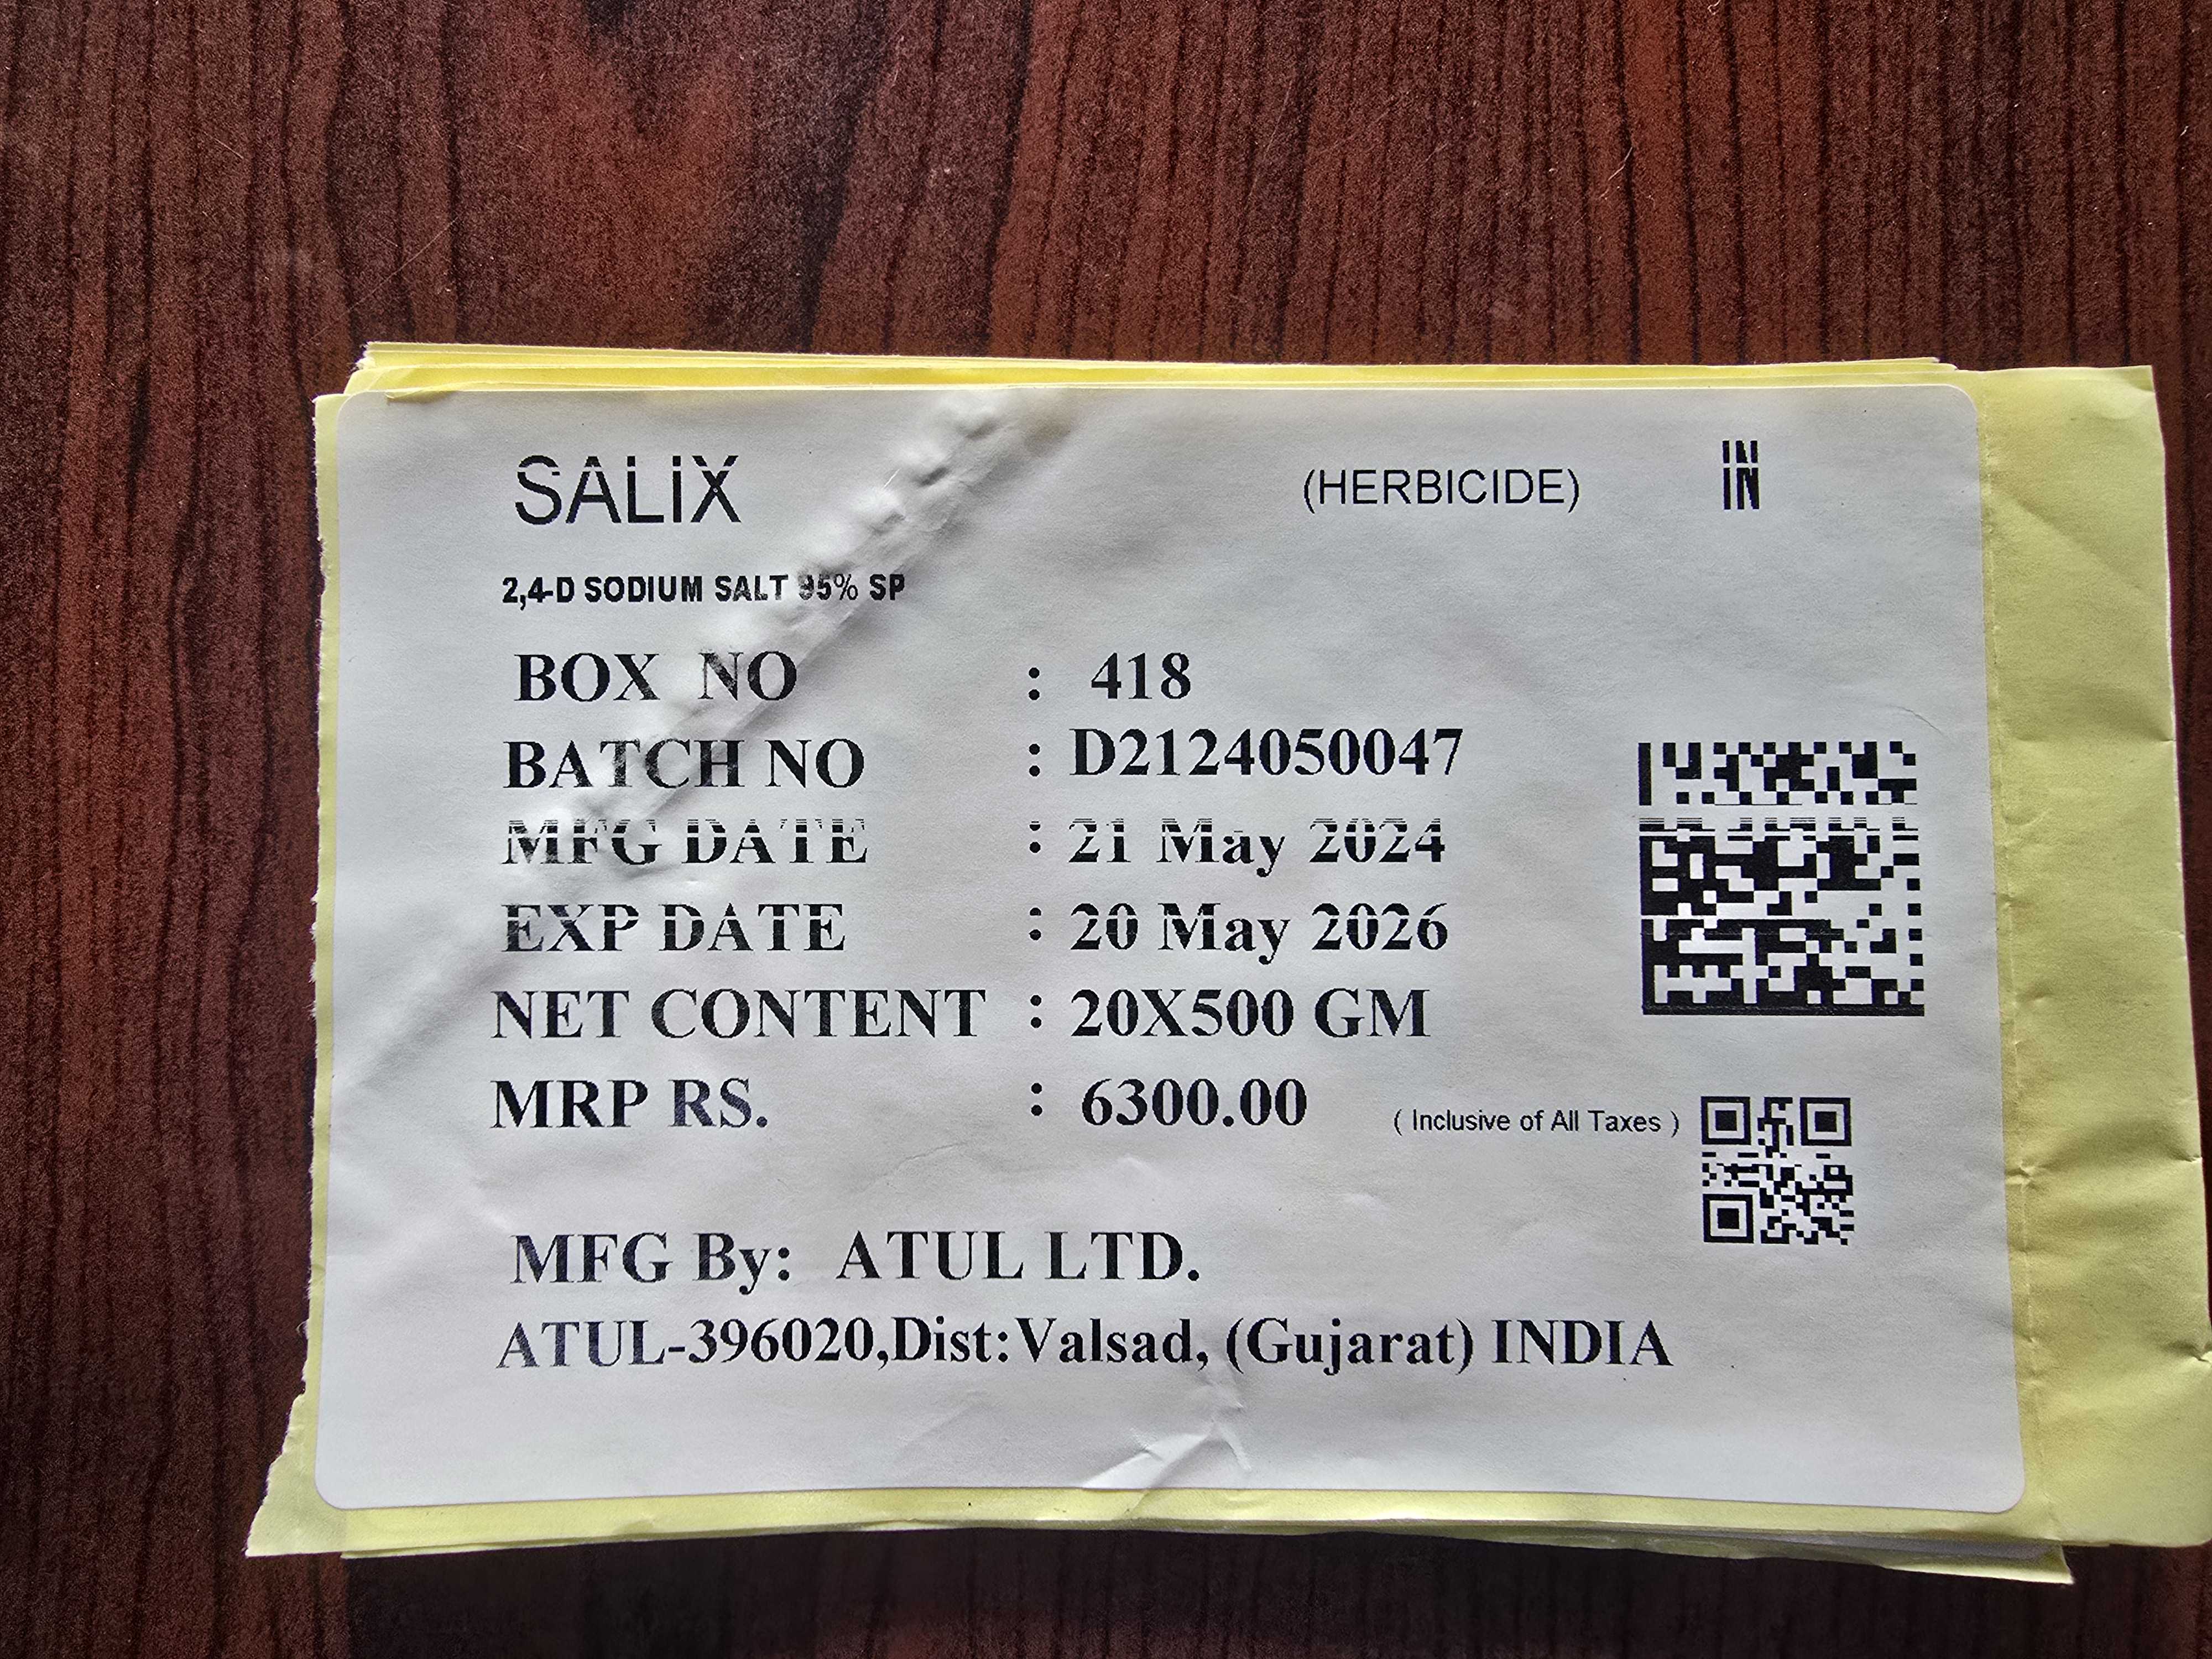 SALIX (HERBICIDE) IN
2,4-D SODIUM SALT 95% SP
BOX NO : 418
BATCH NO : D2124050047
MFG DATE : 21 May 2024
EXP DATE : 20 May 2026
NET CONTENT : 20X500 GM
MRP RS. : 6300.00 ( Inclusive of All Taxes )
MFG By: ATUL LTD.
ATUL-396020,Dist:Valsad, (Gujarat) INDIA